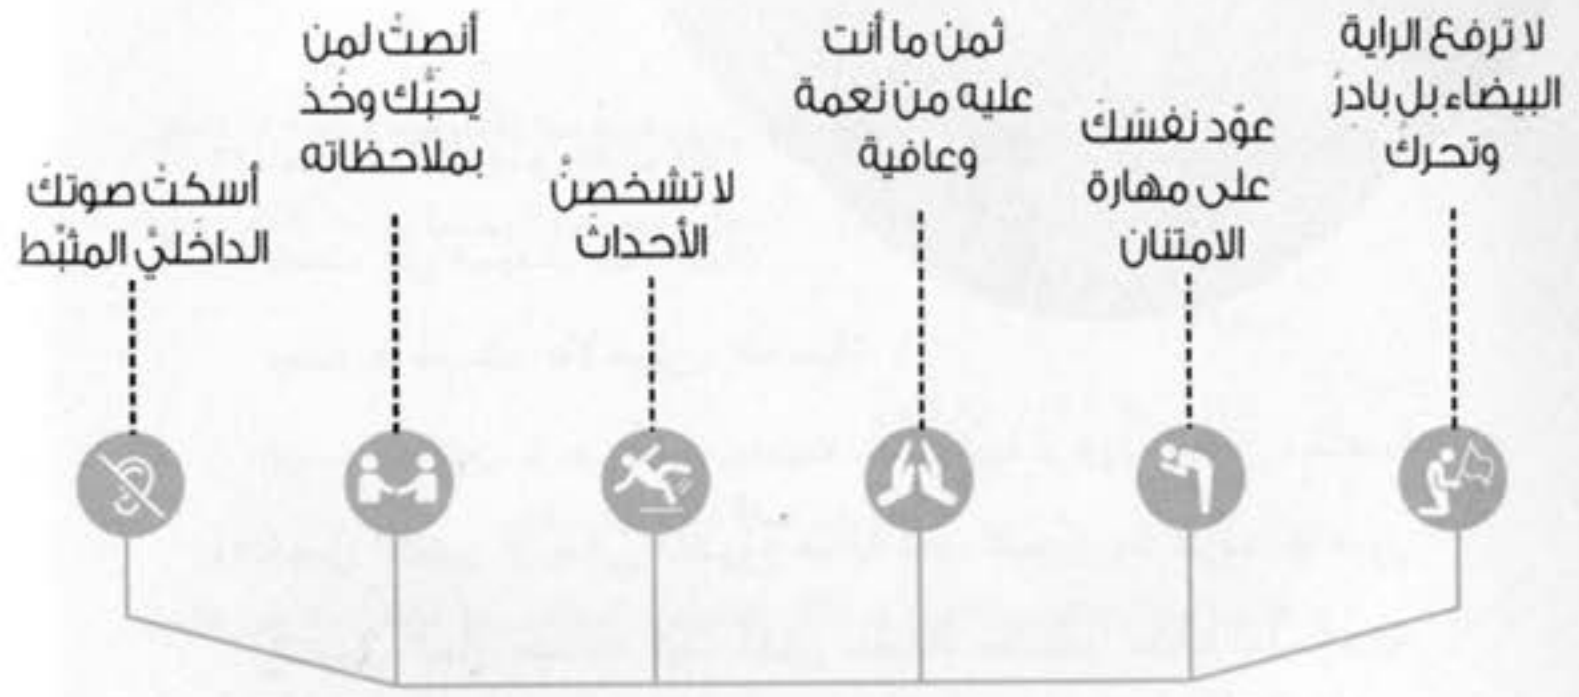 لا ترفع الراية
البيضاء بل بادرْ
وتحركْ
عوِّد نفسَكَ
على مهارة
الامتنان
ثمن ما أنت
عليه من نعمة
وعافية
لا تشخصنْ
الأحداثَ
أنصتْ لمن
يحبُّك وخُذ
بملاحظاته
أسكتْ صوتكَ
الداخليَّ المثبِّط